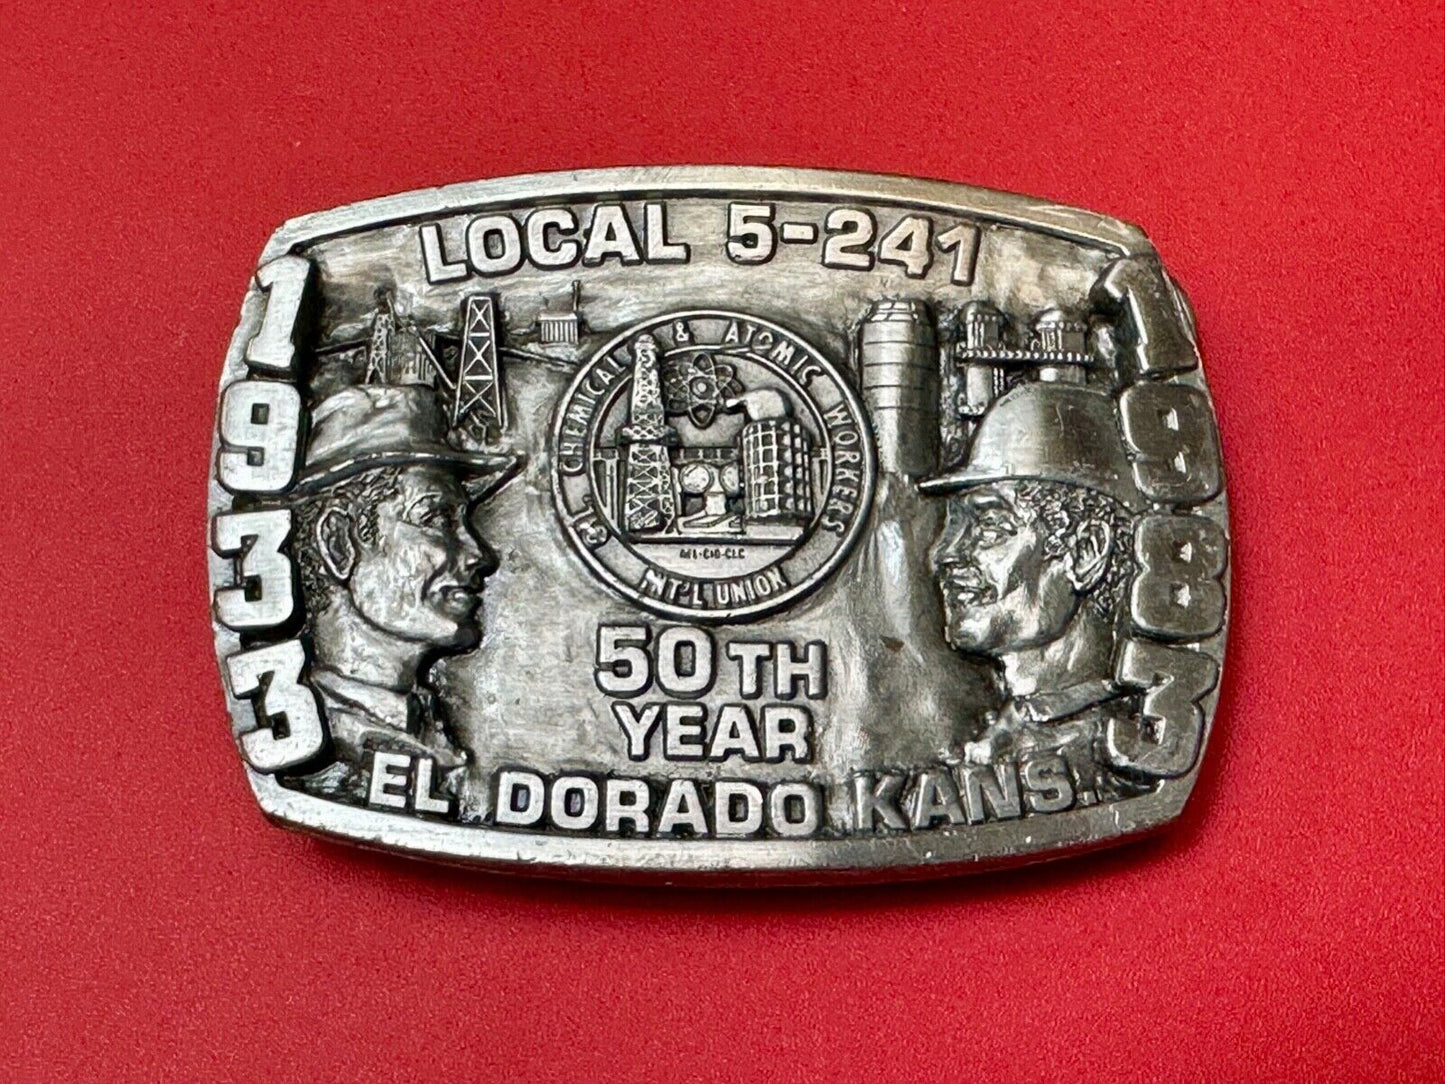 LOCAL 5-241
1933
1983
OIL, CHEMICAL & ATOMIC WORKERS
AFL-CIO-CLC
INT'L UNION
50TH
YEAR
EL DORADO KANS.